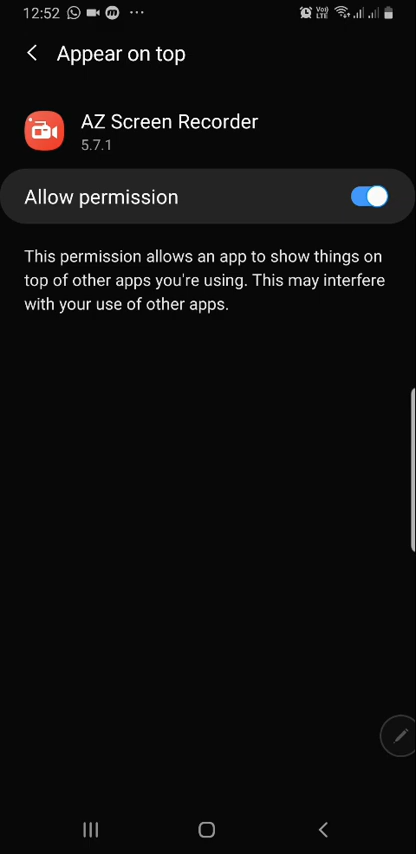 12:52
Vo)) LTE
Appear on top
AZ Screen Recorder
5.7.1
Allow permission
This permission allows an app to show things on
top of other apps you're using. This may interfere
with your use of other apps.